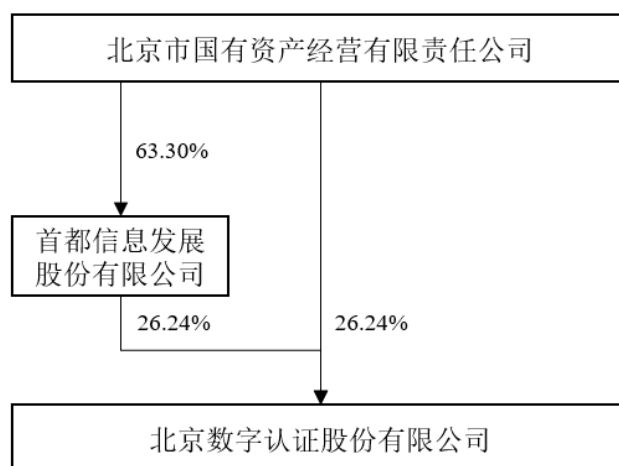 北京市国有资产经营有限责任公司
63.30%
首都信息发展
股份有限公司
26.24%
26.24%
北京数字认证股份有限公司